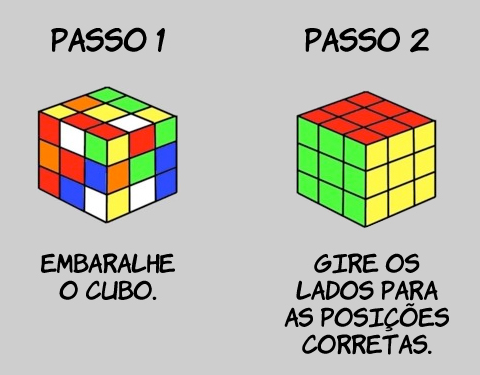 PASSO 1
EMBARALHE
O CUBO.
PASSO 2
GIRE OS
LADOS PARA
AS POSIÇÕES
CORRETAS.